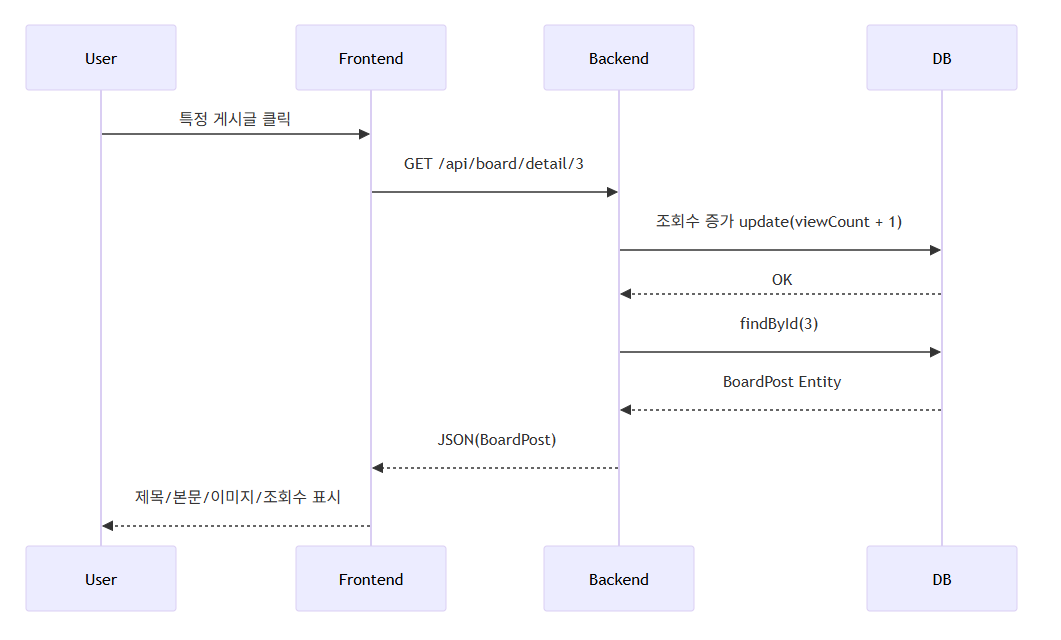 User
Frontend
Backend
DB
특정 게시글 클릭
GET /api/board/detail/3
조회수 증가 update(viewCount + 1)
OK
findById(3)
BoardPost Entity
JSON(BoardPost)
제목/본문/이미지/조회수 표시
User
Frontend
Backend
DB